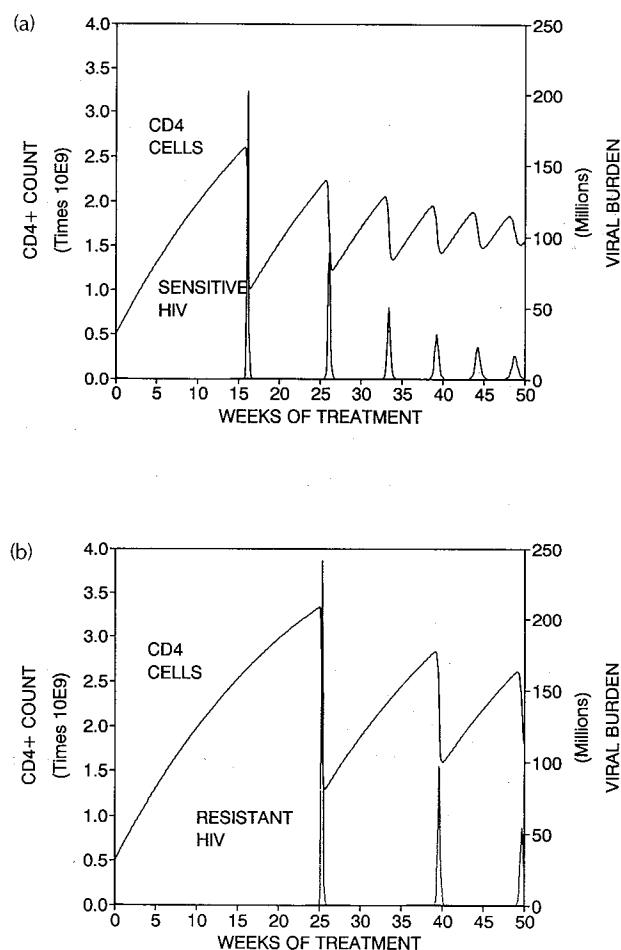 (a)
4.0
3.5
3.0
2.5
2.0
1.5
1.0
0.5
0.0
CD4+ COUNT
(Times 10E9)
CD4
CELLS
SENSITIVE
HIV
250
200
150
100
50
0
(Millions)
VIRAL BURDEN
0 5 10 15 20 25 30 35 40 45 50
WEEKS OF TREATMENT
(b)
4.0
3.5
3.0
2.5
2.0
1.5
1.0
0.5
0.0
CD4+ COUNT
(Times 10E9)
CD4
CELLS
RESISTANT
HIV
250
200
150
100
50
0
(Millions)
VIRAL BURDEN
0 5 10 15 20 25 30 35 40 45 50
WEEKS OF TREATMENT